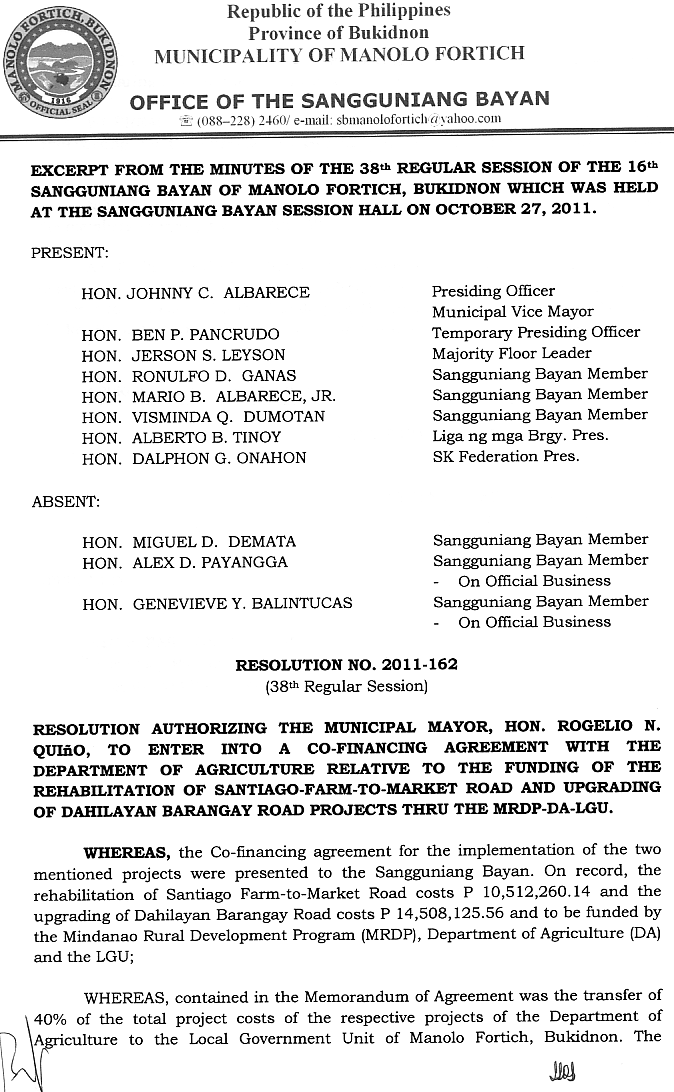 Republic of the Philippines
Province of Bukidnon
MUNICIPALITY OF MANOLO FORTICH
MANOLO FORTICH, BUKIDNON
1916
OFFICIAL SEAL
OFFICE OF THE SANGGUNIANG BAYAN
☏ (088–228) 2460/ e-mail: sbmanolofortich@yahoo.com
EXCERPT FROM THE MINUTES OF THE 38th REGULAR SESSION OF THE 16th
SANGGUNIANG BAYAN OF MANOLO FORTICH, BUKIDNON WHICH WAS HELD
AT THE SANGGUNIANG BAYAN SESSION HALL ON OCTOBER 27, 2011.
PRESENT:
HON. JOHNNY C. ALBARECE Presiding Officer
Municipal Vice Mayor
HON. BEN P. PANCRUDO Temporary Presiding Officer
HON. JERSON S. LEYSON Majority Floor Leader
HON. RONULFO D. GANAS Sangguniang Bayan Member
HON. MARIO B. ALBARECE, JR. Sangguniang Bayan Member
HON. VISMINDA Q. DUMOTAN Sangguniang Bayan Member
HON. ALBERTO B. TINOY Liga ng mga Brgy. Pres.
HON. DALPHON G. ONAHON SK Federation Pres.
ABSENT:
HON. MIGUEL D. DEMATA Sangguniang Bayan Member
HON. ALEX D. PAYANGGA Sangguniang Bayan Member
- On Official Business
HON. GENEVIEVE Y. BALINTUCAS Sangguniang Bayan Member
- On Official Business
RESOLUTION NO. 2011-162
(38th Regular Session)
RESOLUTION AUTHORIZING THE MUNICIPAL MAYOR, HON. ROGELIO N.
QUIñO, TO ENTER INTO A CO-FINANCING AGREEMENT WITH THE
DEPARTMENT OF AGRICULTURE RELATIVE TO THE FUNDING OF THE
REHABILITATION OF SANTIAGO-FARM-TO-MARKET ROAD AND UPGRADING
OF DAHILAYAN BARANGAY ROAD PROJECTS THRU THE MRDP-DA-LGU.
WHEREAS, the Co-financing agreement for the implementation of the two
mentioned projects were presented to the Sangguniang Bayan. On record, the
rehabilitation of Santiago Farm-to-Market Road costs P 10,512,260.14 and the
upgrading of Dahilayan Barangay Road costs P 14,508,125.56 and to be funded by
the Mindanao Rural Development Program (MRDP), Department of Agriculture (DA)
and the LGU;
WHEREAS, contained in the Memorandum of Agreement was the transfer of
40% of the total project costs of the respective projects of the Department of
Agriculture to the Local Government Unit of Manolo Fortich, Bukidnon. The